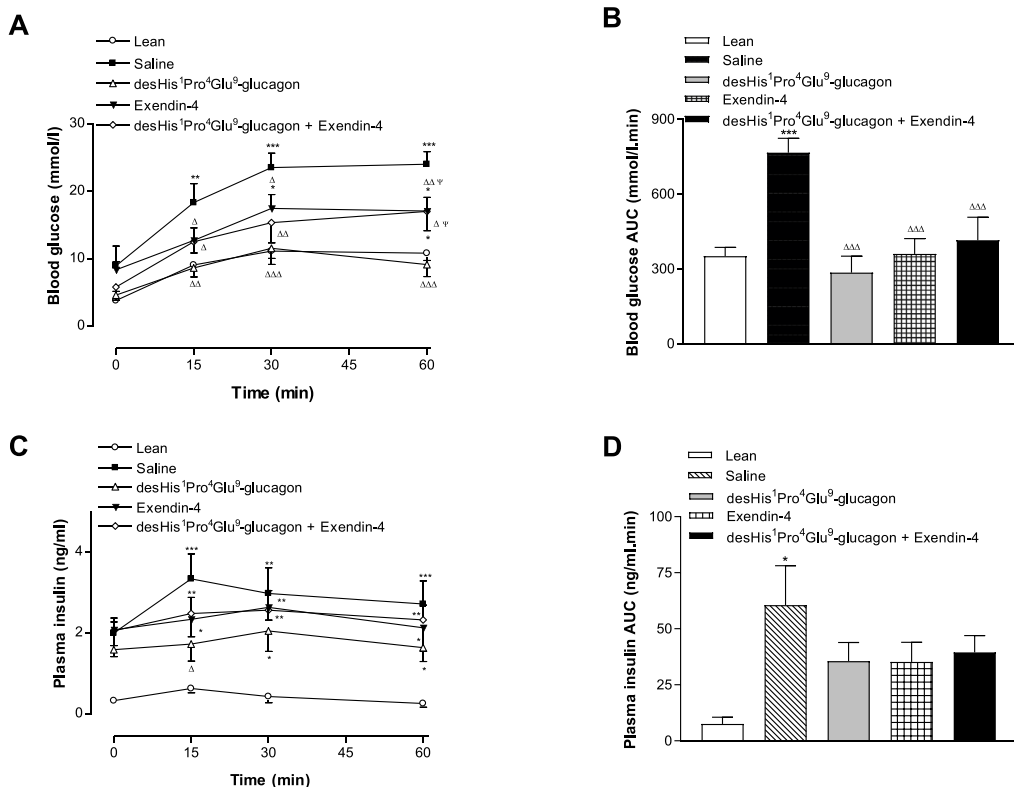 A
Lean
Saline
desHis¹Pro⁴Glu⁹-glucagon
Exendin-4
desHis¹Pro⁴Glu⁹-glucagon + Exendin-4
Blood glucose (mmol/l)
30
20
10
0
**
***
***
Δ
*
ΔΔ Ψ
*
Δ
Δ
ΔΔ
Δ Ψ
*
ΔΔ
ΔΔΔ
ΔΔΔ
0 15 30 45 60
Time (min)
B
Lean
Saline
desHis¹Pro⁴Glu⁹-glucagon
Exendin-4
desHis¹Pro⁴Glu⁹-glucagon + Exendin-4
Blood glucose AUC (mmol/l.min)
900
600
300
0
***
ΔΔΔ
ΔΔΔ
ΔΔΔ
C
Lean
Saline
desHis¹Pro⁴Glu⁹-glucagon
Exendin-4
desHis¹Pro⁴Glu⁹-glucagon + Exendin-4
Plasma insulin (ng/ml)
4
2
0
***
**
***
**
**
**
*
**
*
Δ
*
*
0 15 30 45 60
Time (min)
D
Lean
Saline
desHis¹Pro⁴Glu⁹-glucagon
Exendin-4
desHis¹Pro⁴Glu⁹-glucagon + Exendin-4
Plasma insulin AUC (ng/ml.min)
100
75
50
25
0
*